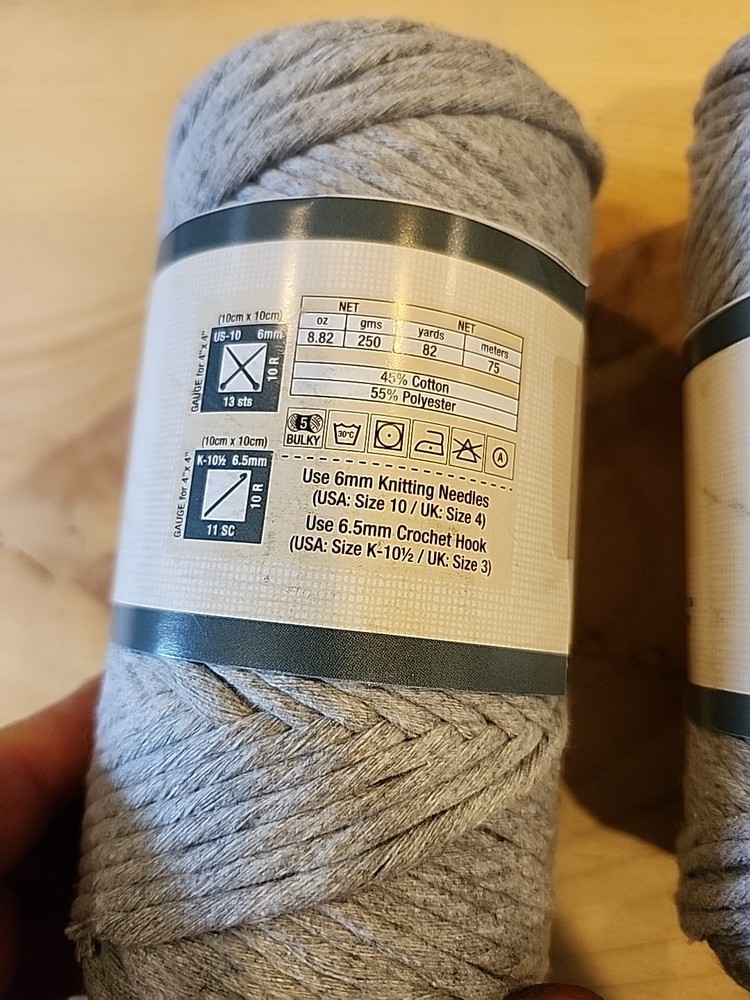 (10cm x 10cm)
GAUGE for 4"x 4"
US-10 6mm
10 R
13 sts
NET NET
oz gms yards meters
8.82 250 82 75
45% Cotton
55% Polyester
5
BULKY
30°C
A
(10cm x 10cm)
GAUGE for 4"x 4"
K-10½ 6.5mm
10 R
11 SC
Use 6mm Knitting Needles
(USA: Size 10 / UK: Size 4)
Use 6.5mm Crochet Hook
(USA: Size K-10½ / UK: Size 3)